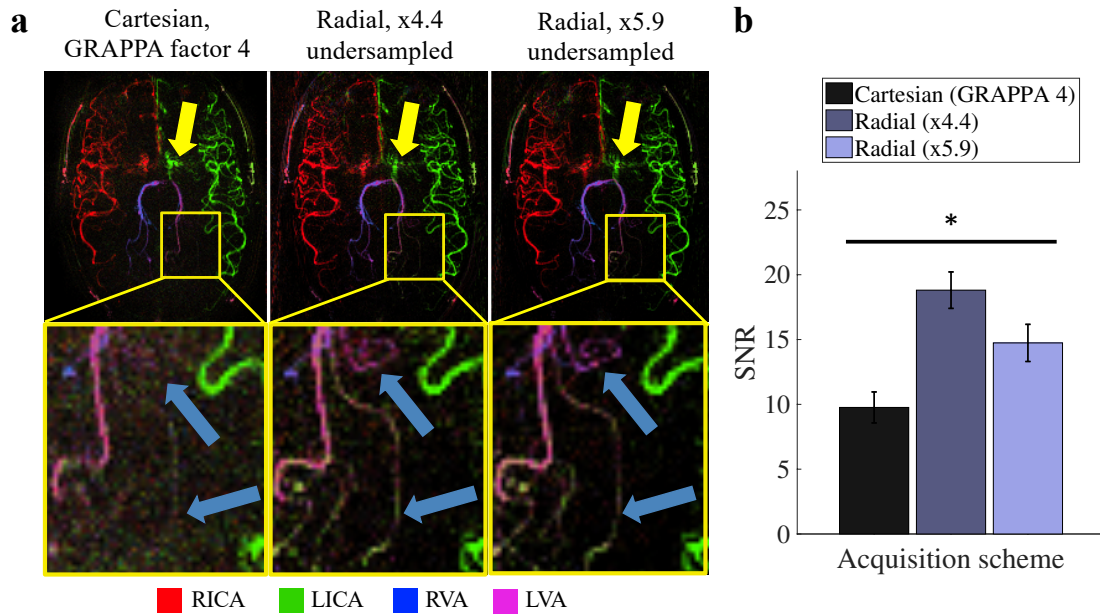 a
Cartesian,
GRAPPA factor 4
Radial, x4.4
undersampled
Radial, x5.9
undersampled
RICA
LICA
RVA
LVA
b
Cartesian (GRAPPA 4)
Radial (x4.4)
Radial (x5.9)
*
25
20
15
10
5
0
SNR
Acquisition scheme